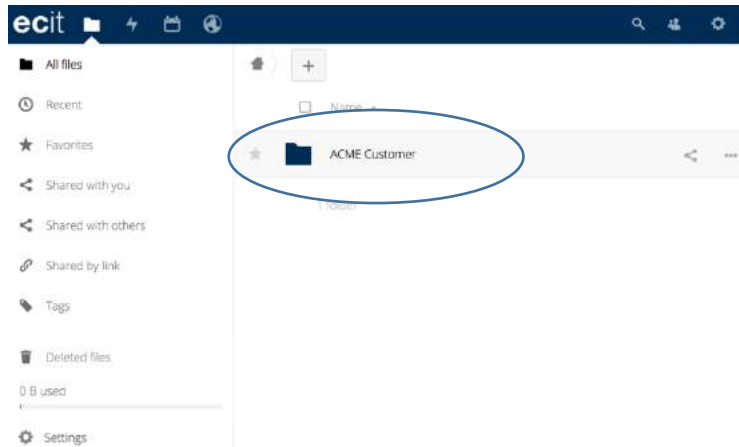 ecit
All files
Recent
Name
Favorites
ACME Customer
Shared with you
1 folder
Shared with others
Shared by link
Tags
Deleted files
0 B used
Settings